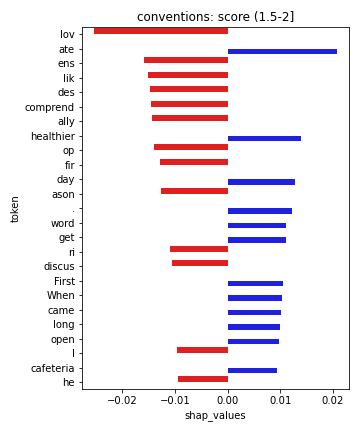 conventions: score (1.5-2]
lov
ate
ens
lik
des
comprend
ally
healthier
op
fir
day
ason
.
word
get
ri
discus
First
When
came
long
open
I
cafeteria
he
token
−0.02 −0.01 0.00 0.01 0.02
shap_values